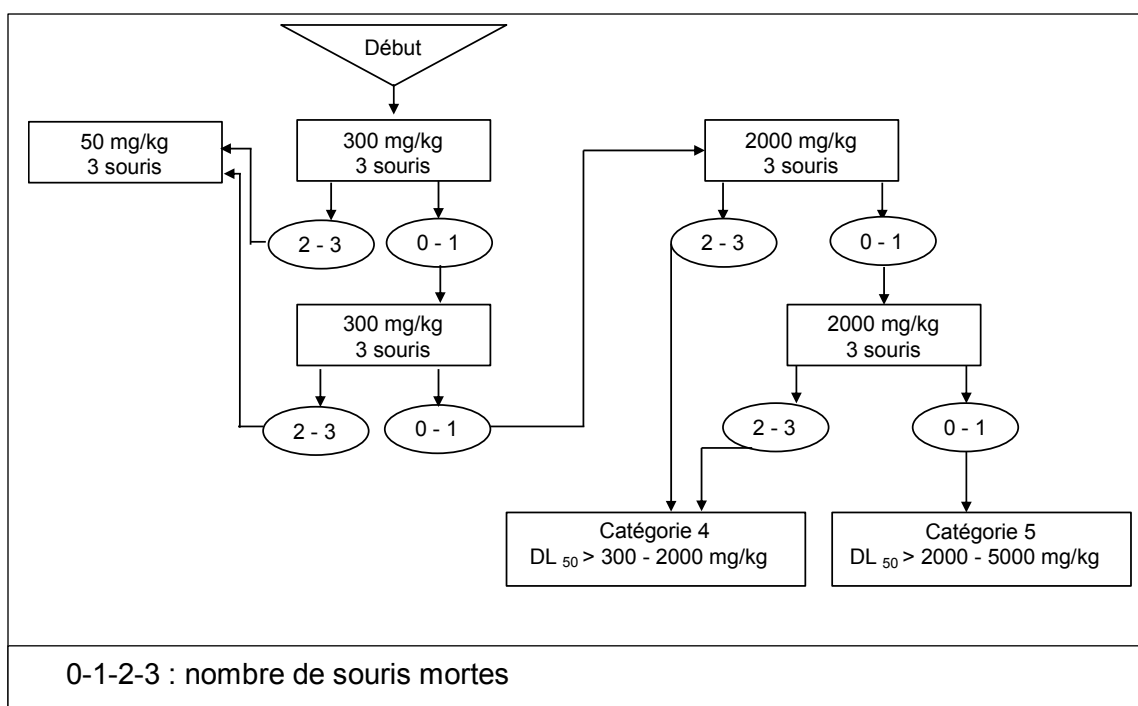 Début
50 mg/kg
3 souris
300 mg/kg
3 souris
2000 mg/kg
3 souris
2 - 3
0 - 1
2 - 3
0 - 1
300 mg/kg
3 souris
2000 mg/kg
3 souris
2 - 3
0 - 1
2 - 3
0 - 1
Catégorie 4
DL 50 > 300 - 2000 mg/kg
Catégorie 5
DL 50 > 2000 - 5000 mg/kg
0-1-2-3 : nombre de souris mortes